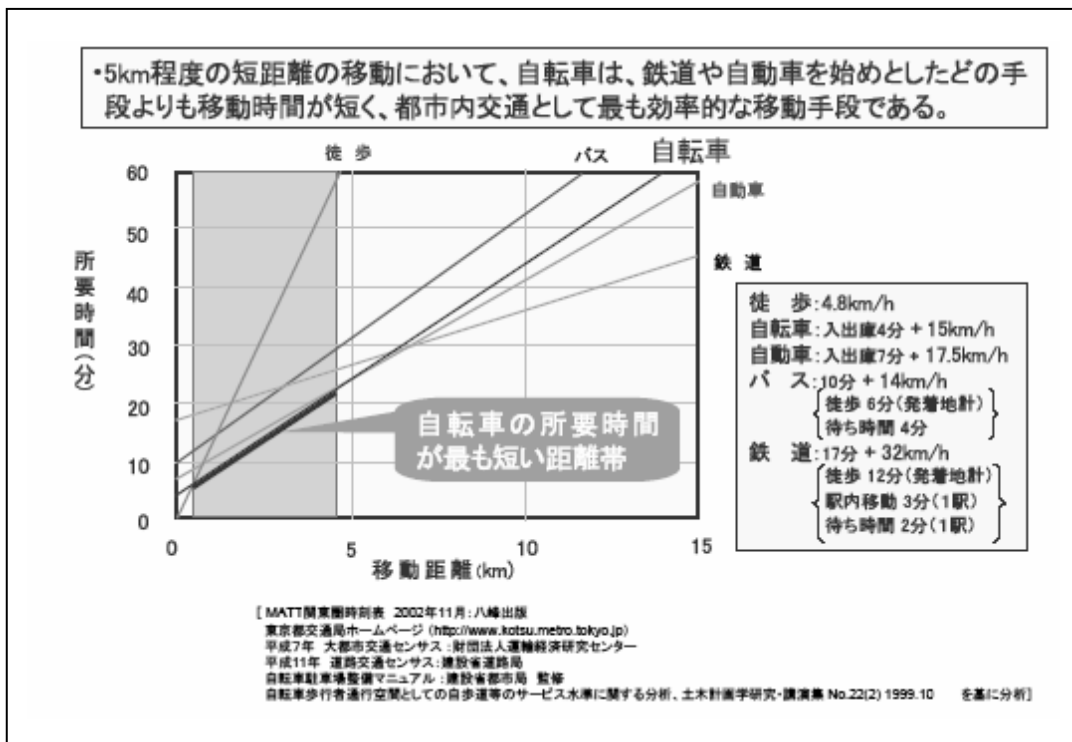 ・5km程度の短距離の移動において、自転車は、鉄道や自動車を始めとしたどの手
段よりも移動時間が短く、都市内交通として最も効率的な移動手段である。
徒 歩
バス
自転車
自動車
鉄 道
60
50
40
30
20
10
0
所要時間(分)
0
5
10
15
移動距離(km)
自転車の所要時間
が最も短い距離帯
徒 歩:4.8km/h
自転車:入出庫4分 + 15km/h
自動車:入出庫7分 + 17.5km/h
バ ス:10分 + 14km/h
徒歩 6分(発着地計)
待ち時間 4分
鉄 道:17分 + 32km/h
徒歩 12分(発着地計)
駅内移動 3分(1駅)
待ち時間 2分(1駅)
[ MATT関東圏時刻表 2002年11月:八峰出版
東京都交通局ホームページ (http://www.kotsu.metro.tokyo.jp)
平成7年 大都市交通センサス:財団法人運輸経済研究センター
平成11年 道路交通センサス:建設省道路局
自転車駐車場整備マニュアル:建設省都市局 監修
自転車歩行者通行空間としての自歩道等のサービス水準に関する分析、土木計画学研究・講演集 No.22(2) 1999.10 を基に分析]